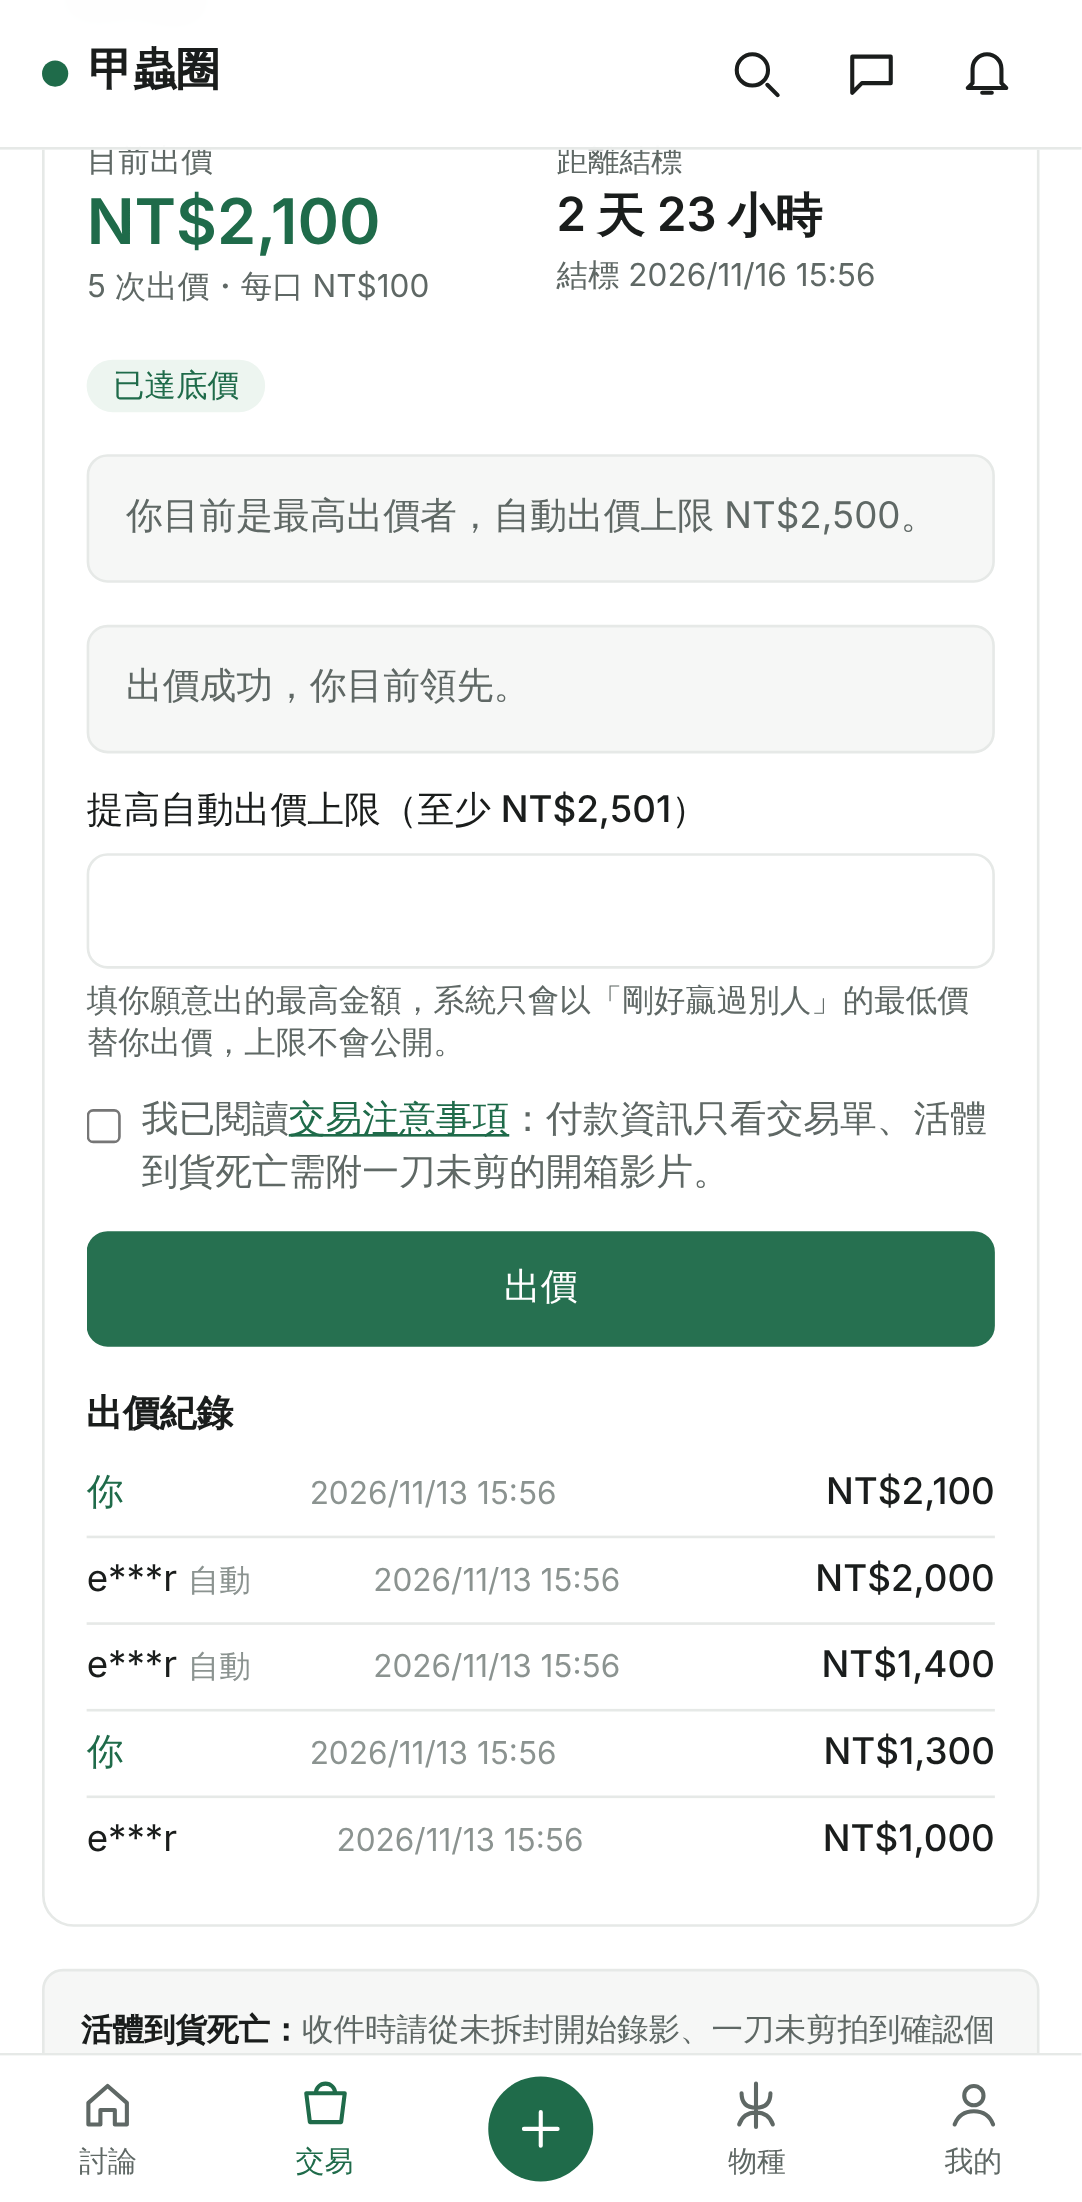 甲蟲圈
目前出價
距離結標
NT$2,100
2 天 23 小時
5 次出價・每口 NT$100
結標 2026/11/16 15:56
已達底價
你目前是最高出價者，自動出價上限 NT$2,500。
出價成功，你目前領先。
提高自動出價上限（至少 NT$2,501）
填你願意出的最高金額，系統只會以「剛好贏過別人」的最低價
替你出價，上限不會公開。
我已閱讀交易注意事項：付款資訊只看交易單、活體
到貨死亡需附一刀未剪的開箱影片。
出價
出價紀錄
你 2026/11/13 15:56 NT$2,100
e***r 自動 2026/11/13 15:56 NT$2,000
e***r 自動 2026/11/13 15:56 NT$1,400
你 2026/11/13 15:56 NT$1,300
e***r 2026/11/13 15:56 NT$1,000
活體到貨死亡：收件時請從未拆封開始錄影、一刀未剪拍到確認個
討論
交易
物種
我的